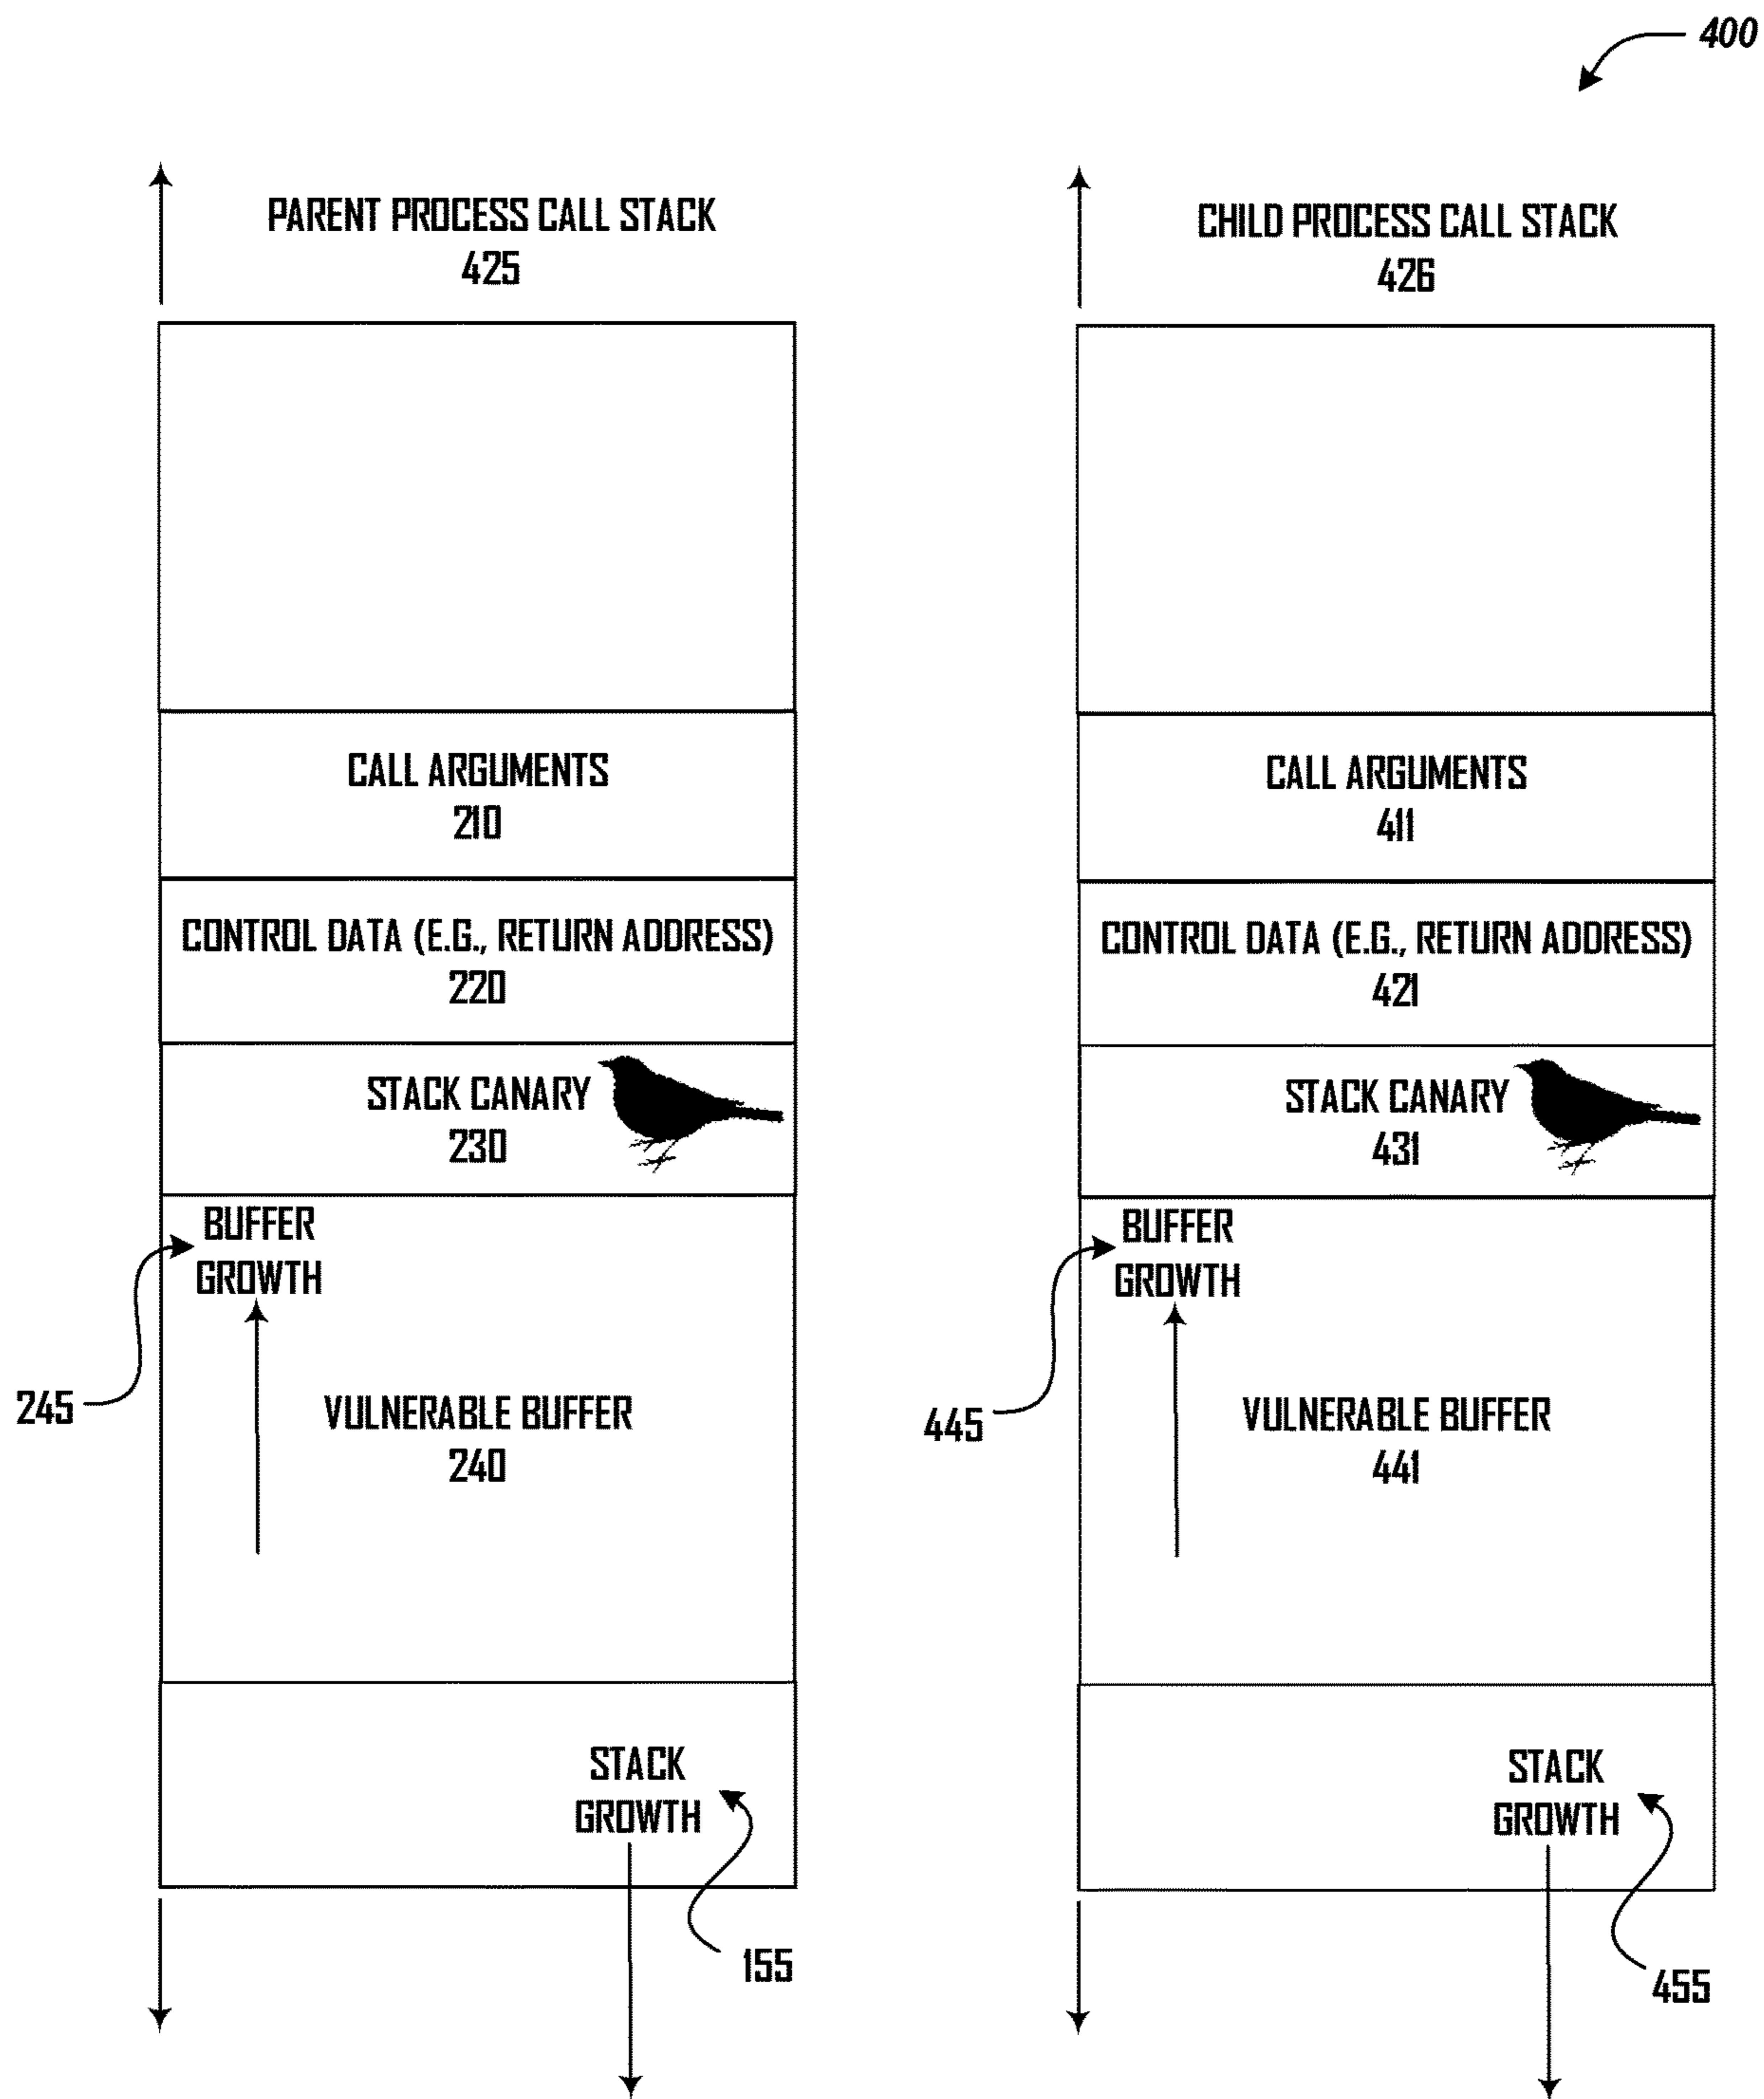 400
PARENT PROCESS CALL STACK
425
CALL ARGUMENTS
210
CONTROL DATA (E.G., RETURN ADDRESS)
220
STACK CANARY
230
BUFFER
GROWTH
245
VULNERABLE BUFFER
240
STACK
GROWTH
155
CHILD PROCESS CALL STACK
426
CALL ARGUMENTS
411
CONTROL DATA (E.G., RETURN ADDRESS)
421
STACK CANARY
431
BUFFER
GROWTH
445
VULNERABLE BUFFER
441
STACK
GROWTH
455